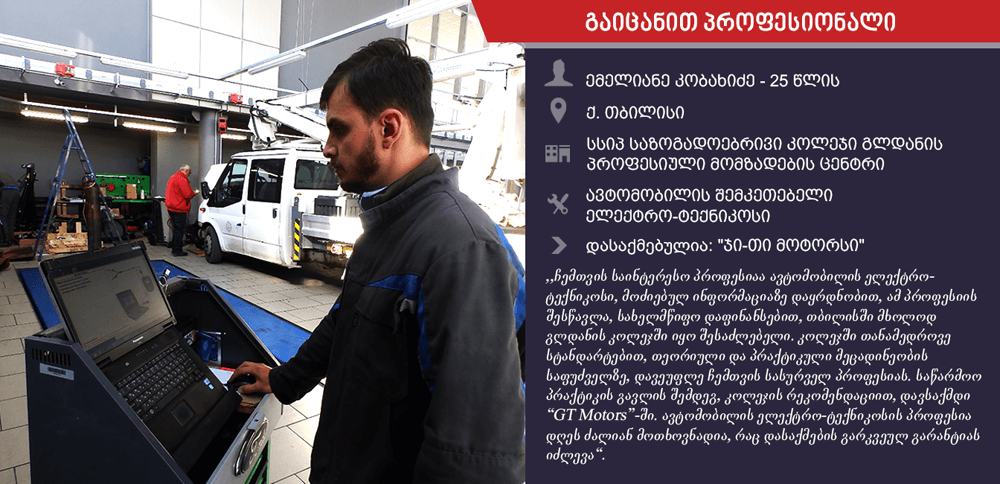 გაიცანით პროფესიონალი
ემელიანე კობახიძე - 25 წლის
ქ. თბილისი
სსიპ საზოგადოებრივი კოლეჯი გლდანის
პროფესიული მომზადების ცენტრი
ავტომობილის შემკეთებელი
ელექტრო-ტექნიკოსი
დასაქმებულია: "ჯი-თი მოტორსი"
,,ჩემთვის საინტერესო პროფესიაა ავტომობილის ელექტრო-
ტექნიკოსი, მოძიებულ ინფორმაციაზე დაყრდნობით, ამ პროფესიის
შესწავლა, სახელმწიფო დაფინანსებით, თბილისში მხოლოდ
გლდანის კოლეჯში იყო შესაძლებელი. კოლეჯში თანამედროვე
სტანდარტებით, თეორიული და პრაქტიკული მეცადინეობის
საფუძველზე, დავეუფლე ჩემთვის სასურველ პროფესიას. საწარმოო
პრაქტიკის გავლის შემდეგ, კოლეჯის რეკომენდაციით, დავსაქმდი
“GT Motors”-ში. ავტომობილის ელექტრო-ტექნიკოსის პროფესია
დღეს ძალიან მოთხოვნადია, რაც დასაქმების გარკვეულ გარანტიას
იძლევა“.